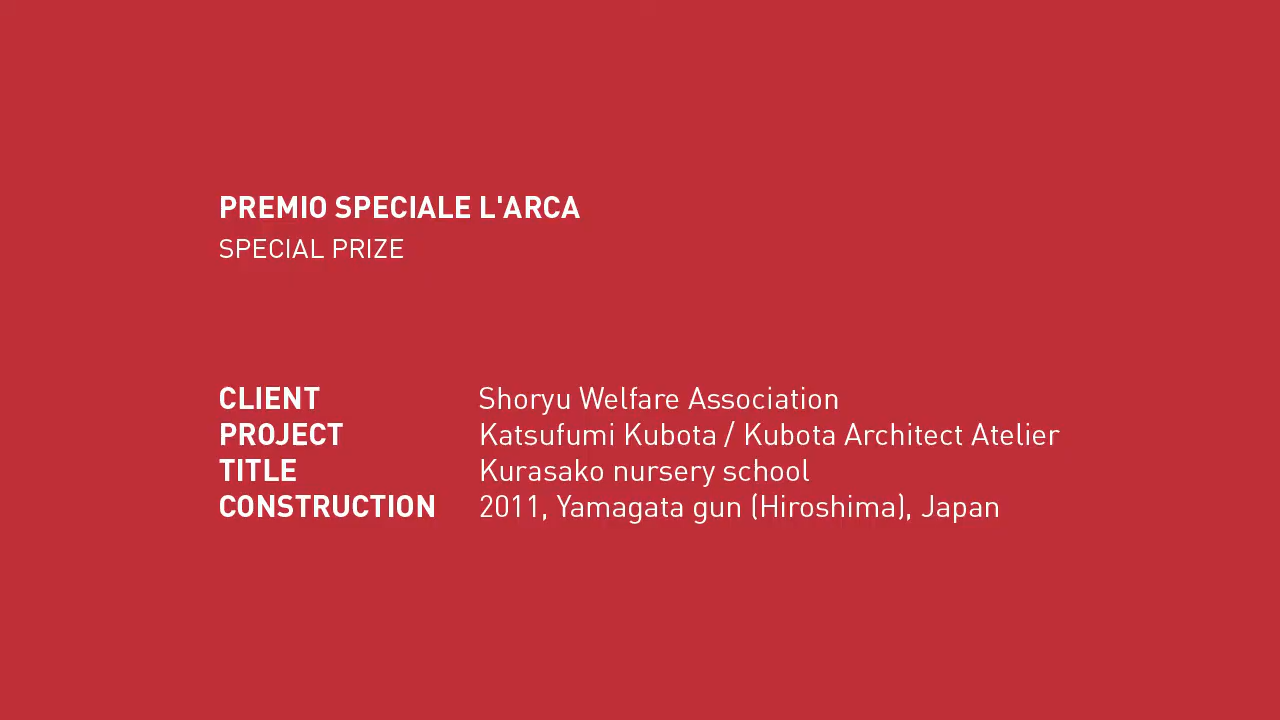 PREMIO SPECIALE L'ARCA
SPECIAL PRIZE
CLIENT Shoryu Welfare Association
PROJECT Katsufumi Kubota / Kubota Architect Atelier
TITLE Kurasako nursery school
CONSTRUCTION 2011, Yamagata gun (Hiroshima), Japan